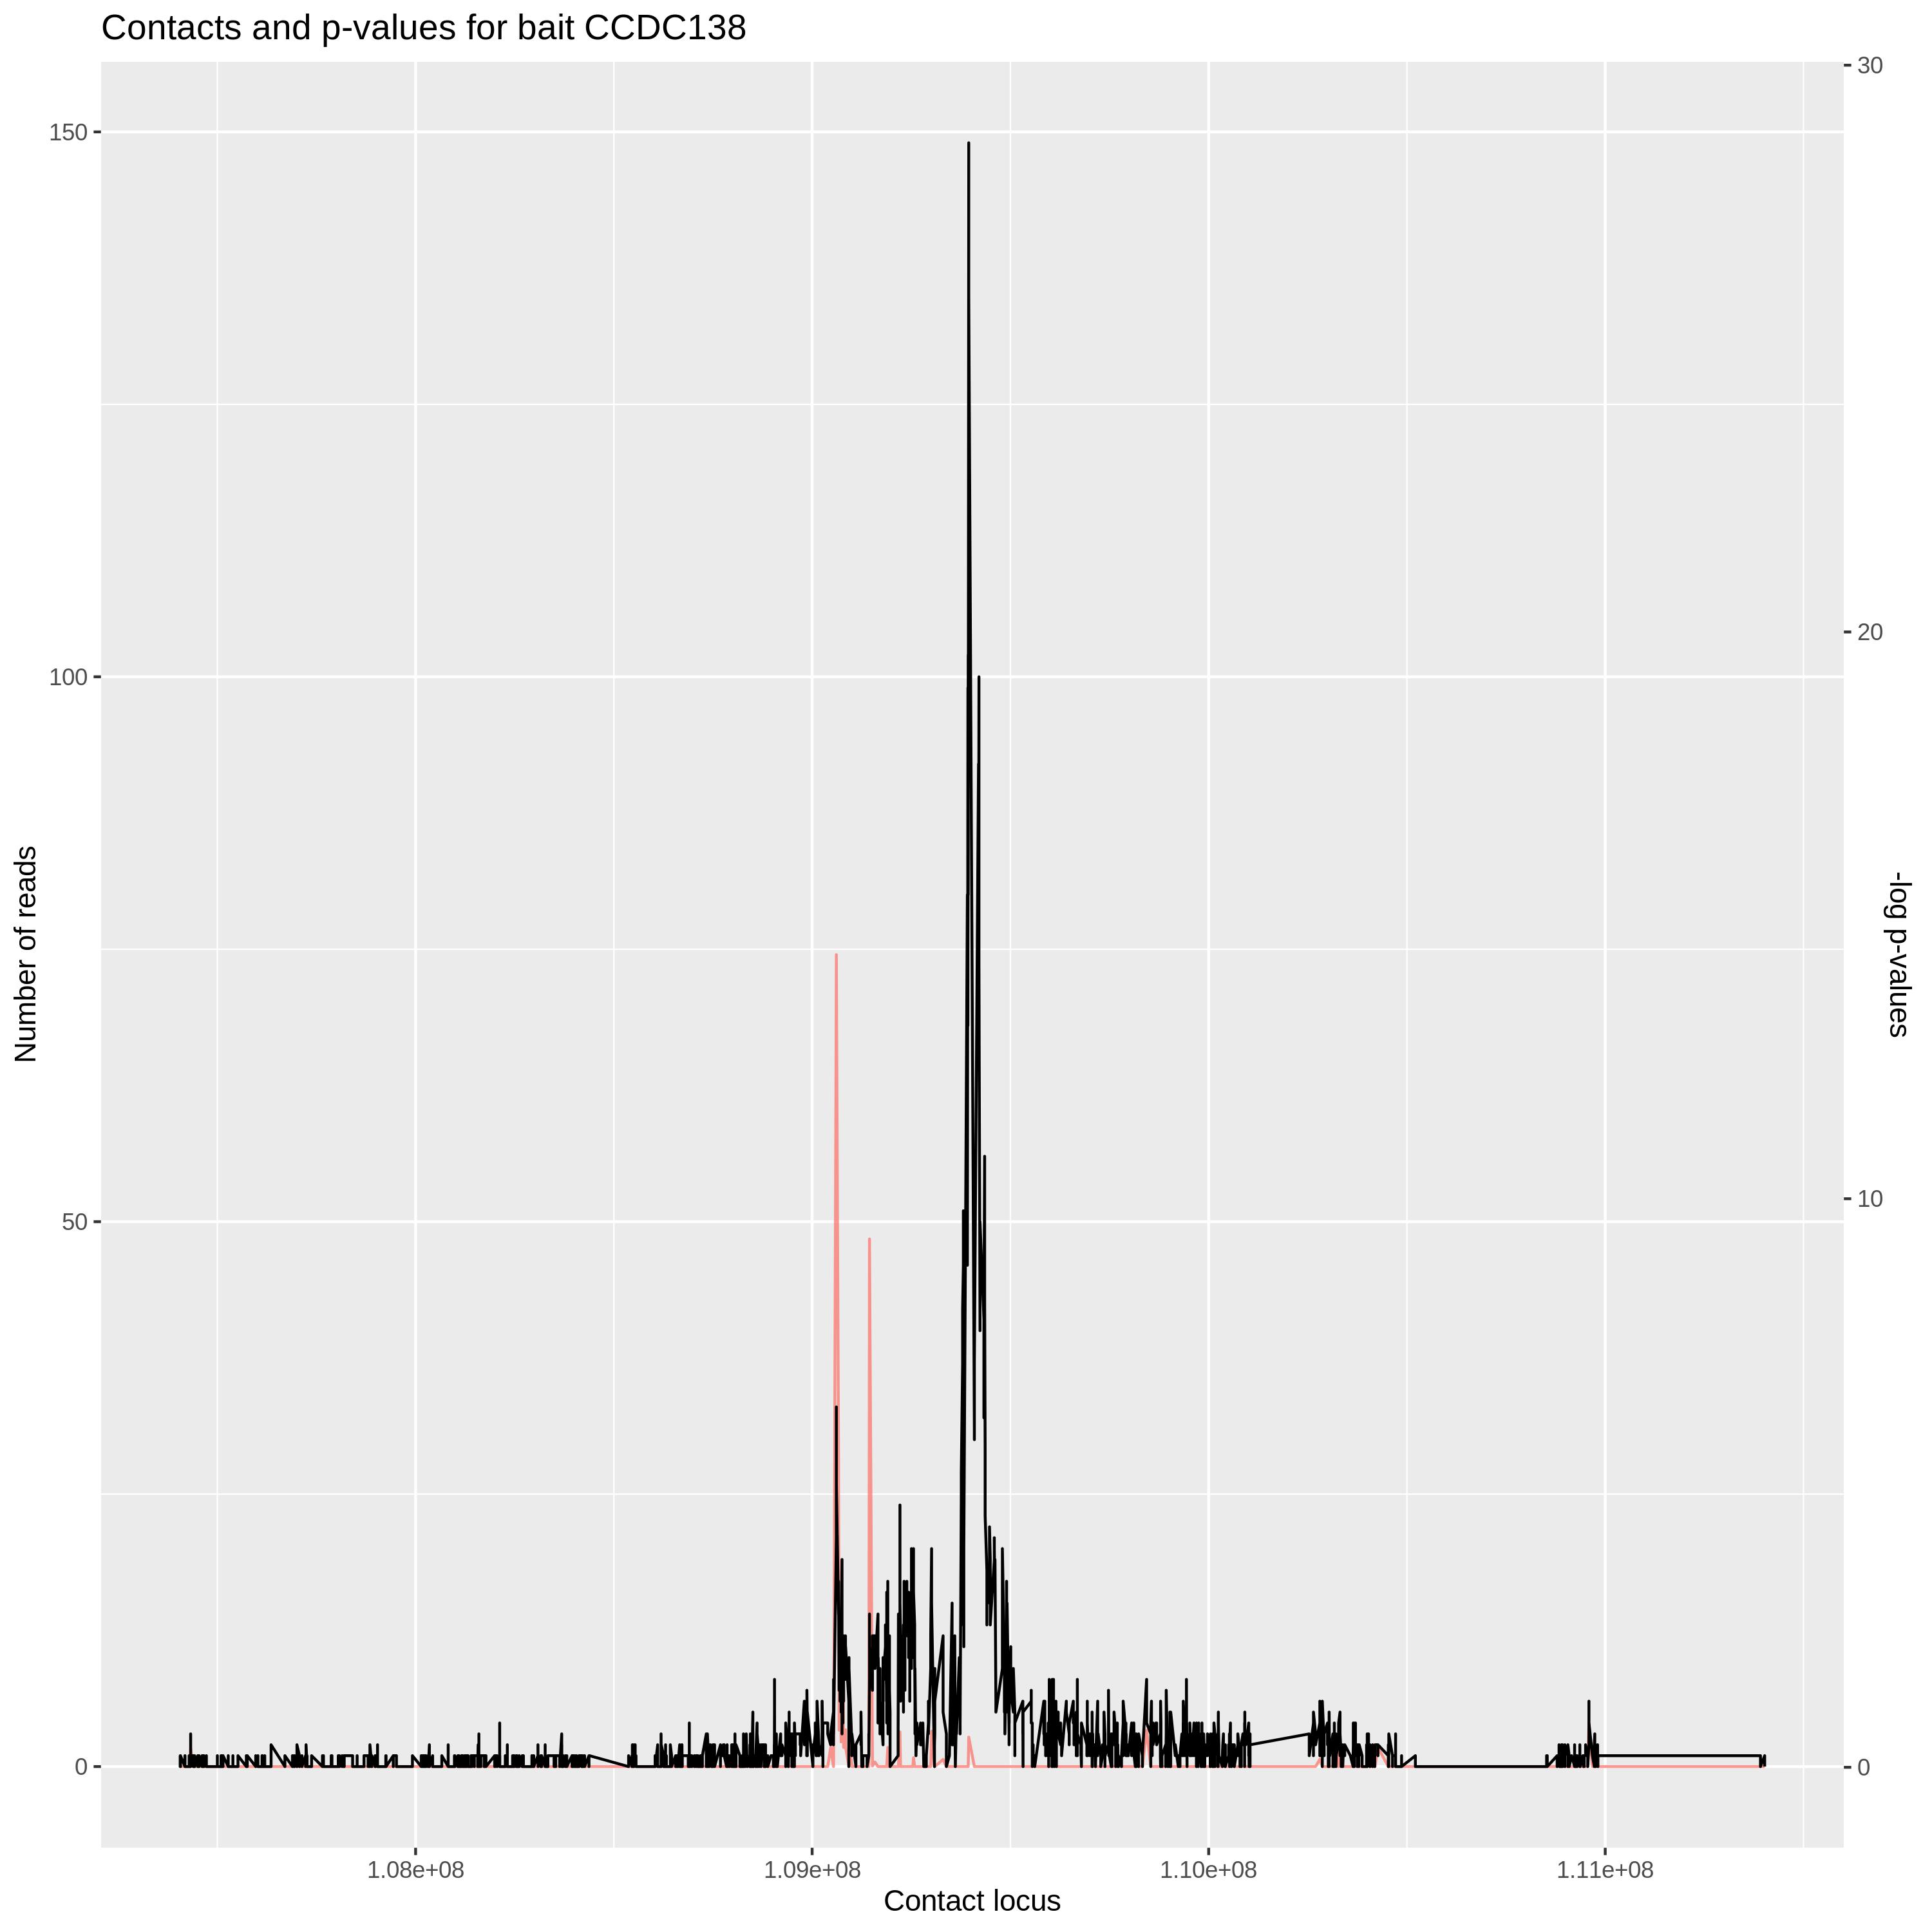 Contacts and p-values for bait CCDC138
150
100
50
0
Number of reads
30
20
10
0
-log p-values
1.08e+08
1.09e+08
1.10e+08
1.11e+08
Contact locus